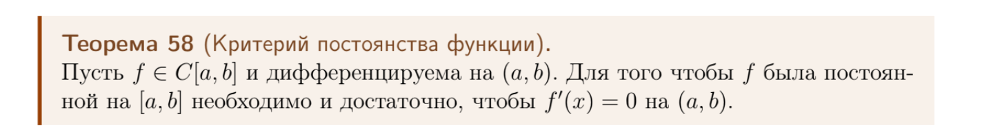 Теорема 58 (Критерий постоянства функции).
Пусть f ∈ C[a, b] и дифференцируема на (a, b). Для того чтобы f была постоян-
ной на [a, b] необходимо и достаточно, чтобы f′(x) = 0 на (a, b).